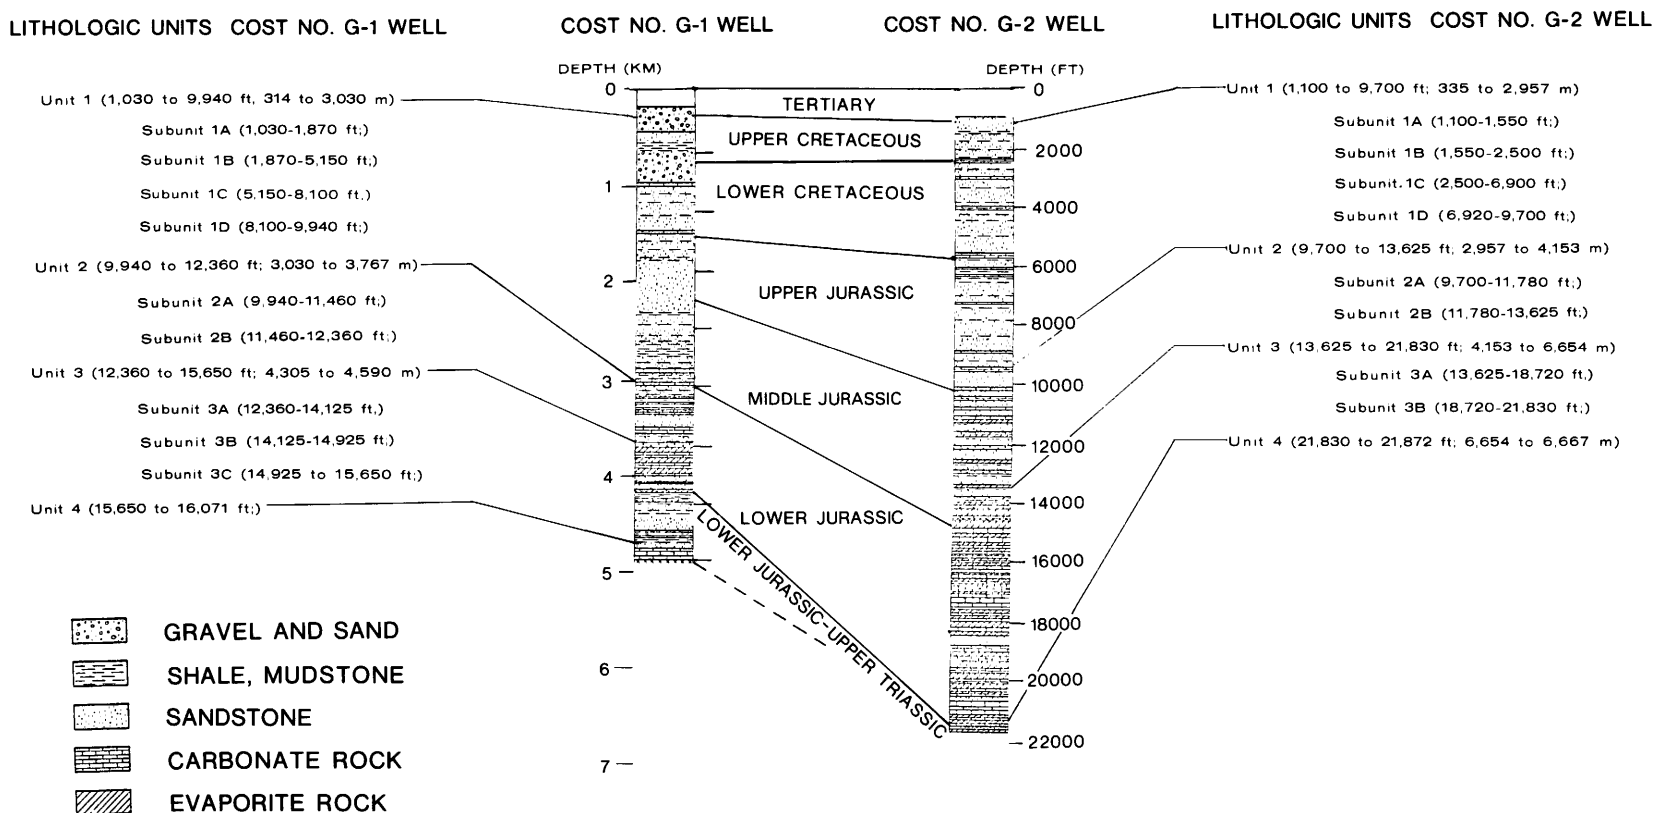 LITHOLOGIC UNITS COST NO. G-1 WELL
Unit 1 (1,030 to 9,940 ft, 314 to 3,030 m)
Subunit 1A (1,030-1,870 ft;)
Subunit 1B (1,870-5,150 ft;)
Subunit 1C (5,150-8,100 ft,)
Subunit 1D (8,100-9,940 ft;)
Unit 2 (9,940 to 12,360 ft; 3,030 to 3,767 m)
Subunit 2A (9,940-11,460 ft;)
Subunit 2B (11,460-12,360 ft;)
Unit 3 (12,360 to 15,650 ft; 4,305 to 4,590 m)
Subunit 3A (12,360-14,125 ft,)
Subunit 3B (14,125-14,925 ft;)
Subunit 3C (14,925 to 15,650 ft;)
Unit 4 (15,650 to 16,071 ft;)
COST NO. G-1 WELL
DEPTH (KM)
0
1
2
3
4
5
6
7
TERTIARY
UPPER CRETACEOUS
LOWER CRETACEOUS
UPPER JURASSIC
MIDDLE JURASSIC
LOWER JURASSIC
LOWER JURASSIC-UPPER TRIASSIC
COST NO. G-2 WELL
DEPTH (FT)
0
2000
4000
6000
8000
10000
12000
14000
16000
18000
20000
22000
LITHOLOGIC UNITS COST NO. G-2 WELL
Unit 1 (1,100 to 9,700 ft; 335 to 2,957 m)
Subunit 1A (1,100-1,550 ft;)
Subunit 1B (1,550-2,500 ft;)
Subunit.1C (2,500-6,900 ft;)
Subunit 1D (6,920-9,700 ft;)
Unit 2 (9,700 to 13,625 ft; 2,957 to 4,153 m)
Subunit 2A (9,700-11,780 ft;)
Subunit 2B (11,780-13,625 ft;)
Unit 3 (13,625 to 21,830 ft; 4,153 to 6,654 m)
Subunit 3A (13,625-18,720 ft,)
Subunit 3B (18,720-21,830 ft;)
Unit 4 (21,830 to 21,872 ft; 6,654 to 6,667 m)
GRAVEL AND SAND
SHALE, MUDSTONE
SANDSTONE
CARBONATE ROCK
EVAPORITE ROCK